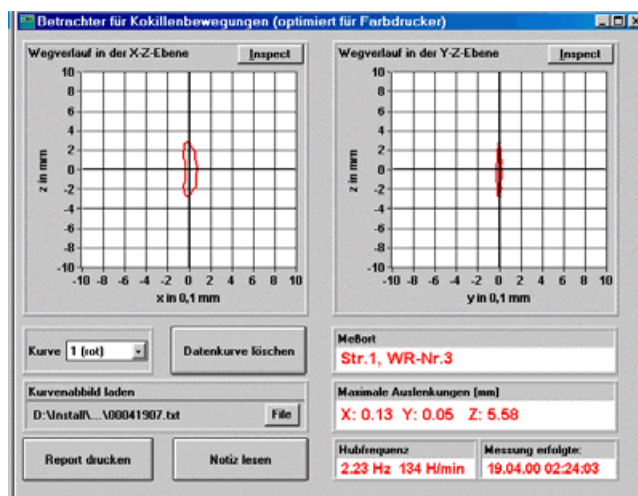 Betrachter für Kokillenbewegungen (optimiert für Farbdrucker)
Wegverlauf in der X-Z-Ebene
Inspect
10
8
6
4
2
0
-2
-4
-6
-8
-10
z in mm
-10 -8 -6 -4 -2 0 2 4 6 8 10
x in 0,1 mm
Wegverlauf in der Y-Z-Ebene
Inspect
10
8
6
4
2
0
-2
-4
-6
-8
-10
z in mm
-10 -8 -6 -4 -2 0 2 4 6 8 10
y in 0,1 mm
Kurve 1 (rot)
Datenkurve löschen
Meßort
Str.1, WR-Nr.3
Kurvenabbild laden
D:\Install\...\00041907.txt File
Maximale Auslenkungen [mm]
X: 0.13 Y: 0.05 Z: 5.58
Report drucken
Notiz lesen
Hubfrequenz
2.23 Hz 134 H/min
Messung erfolgte:
19.04.00 02:24:03